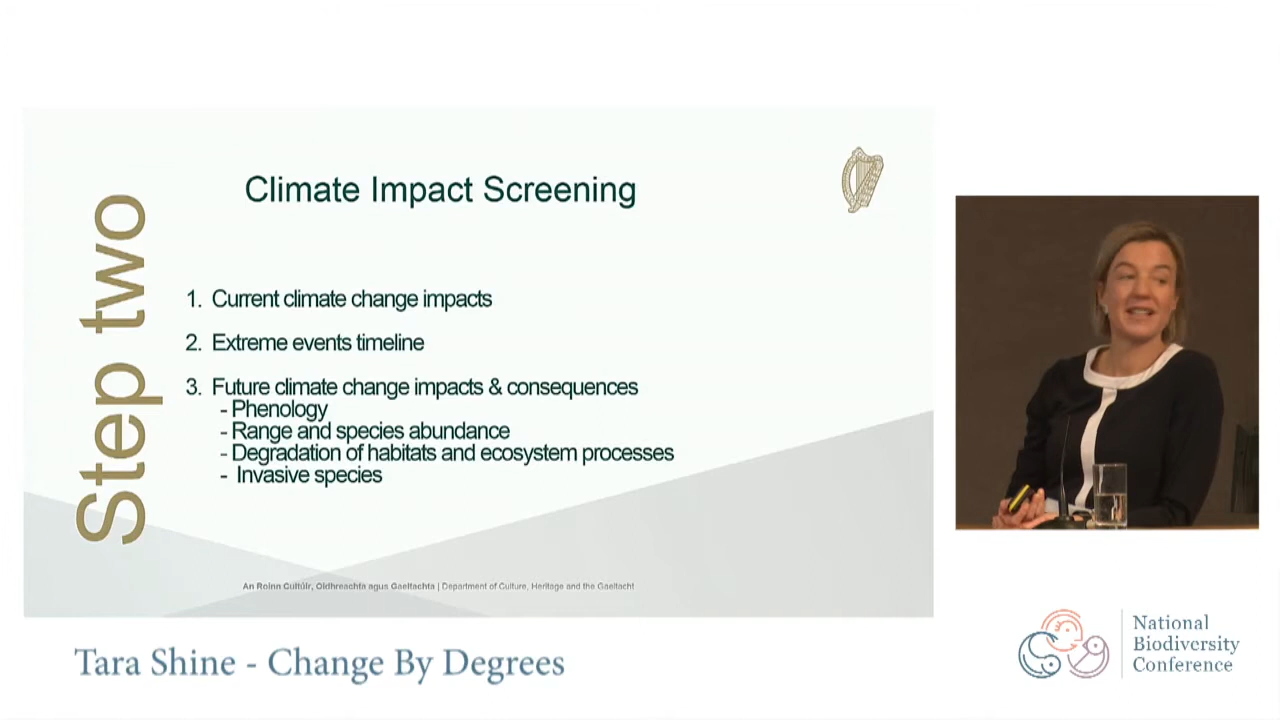 Step two
Climate Impact Screening
1. Current climate change impacts
2. Extreme events timeline
3. Future climate change impacts & consequences
- Phenology
- Range and species abundance
- Degradation of habitats and ecosystem processes
- Invasive species
An Roinn Cultúir, Oidhreachta agus Gaeltachta | Department of Culture, Heritage and the Gaeltacht
Tara Shine - Change By Degrees
National
Biodiversity
Conference